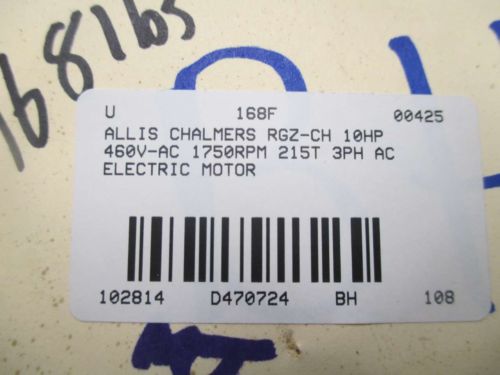 168lbs
U 168F 00425
ALLIS CHALMERS RGZ-CH 10HP
460V-AC 1750RPM 215T 3PH AC
ELECTRIC MOTOR
102814 D470724 BH 108